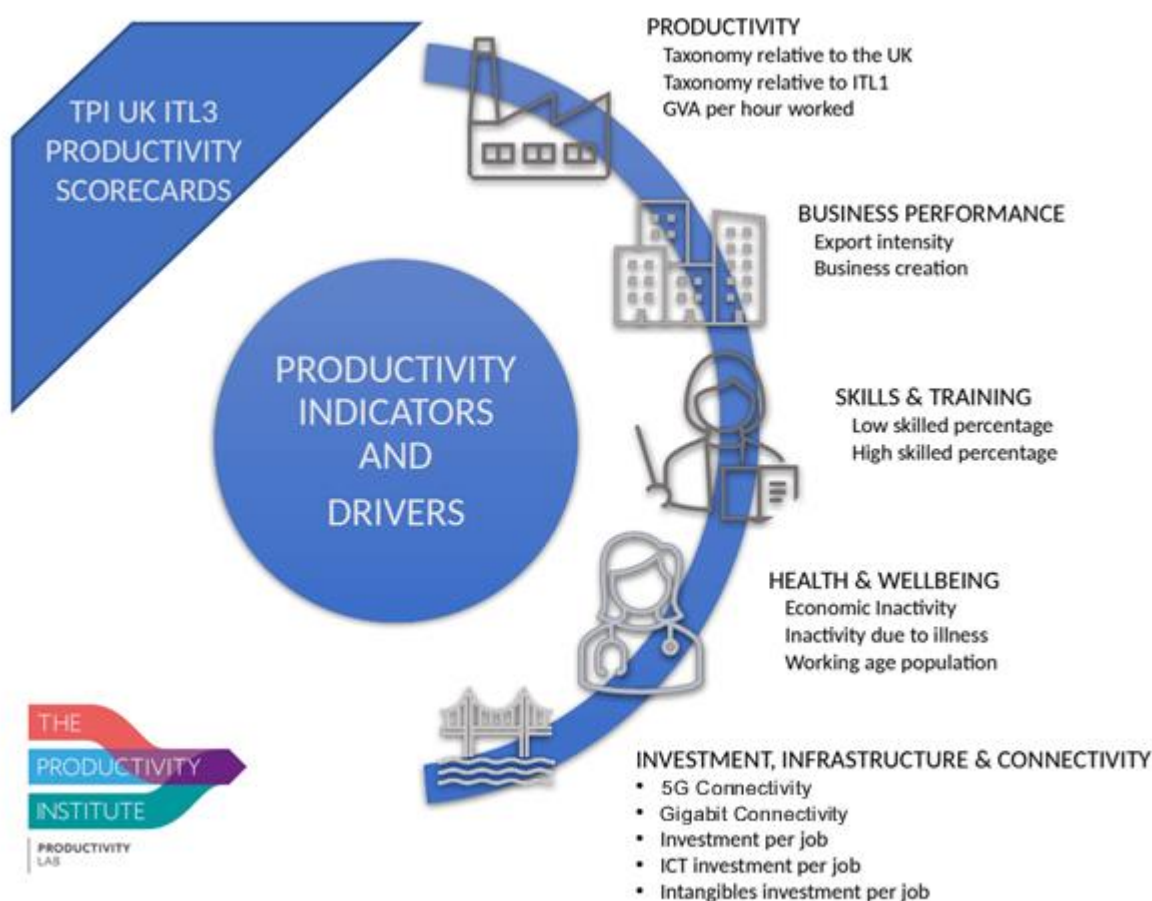 TPI UK ITL3
PRODUCTIVITY
SCORECARDS
PRODUCTIVITY
Taxonomy relative to the UK
Taxonomy relative to ITL1
GVA per hour worked
BUSINESS PERFORMANCE
Export intensity
Business creation
PRODUCTIVITY
INDICATORS
AND
DRIVERS
SKILLS & TRAINING
Low skilled percentage
High skilled percentage
HEALTH & WELLBEING
Economic Inactivity
Inactivity due to illness
Working age population
INVESTMENT, INFRASTRUCTURE & CONNECTIVITY
• 5G Connectivity
• Gigabit Connectivity
• Investment per job
• ICT investment per job
• Intangibles investment per job
THE
PRODUCTIVITY
INSTITUTE
PRODUCTIVITY
LAB